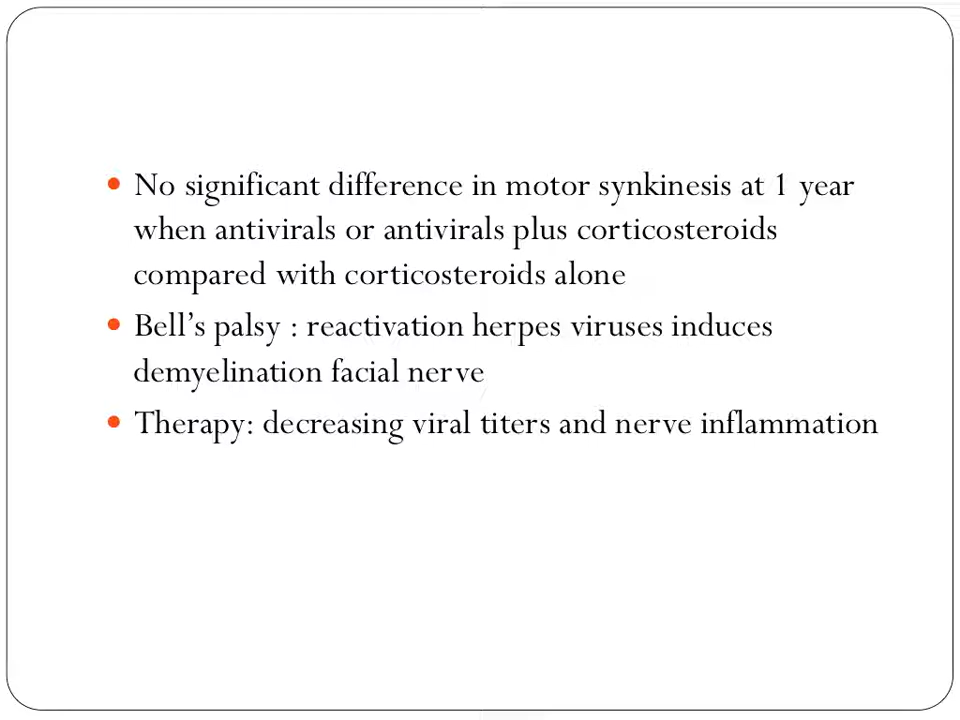 • No significant difference in motor synkinesis at 1 year
when antivirals or antivirals plus corticosteroids
compared with corticosteroids alone
• Bell’s palsy : reactivation herpes viruses induces
demyelination facial nerve
• Therapy: decreasing viral titers and nerve inflammation